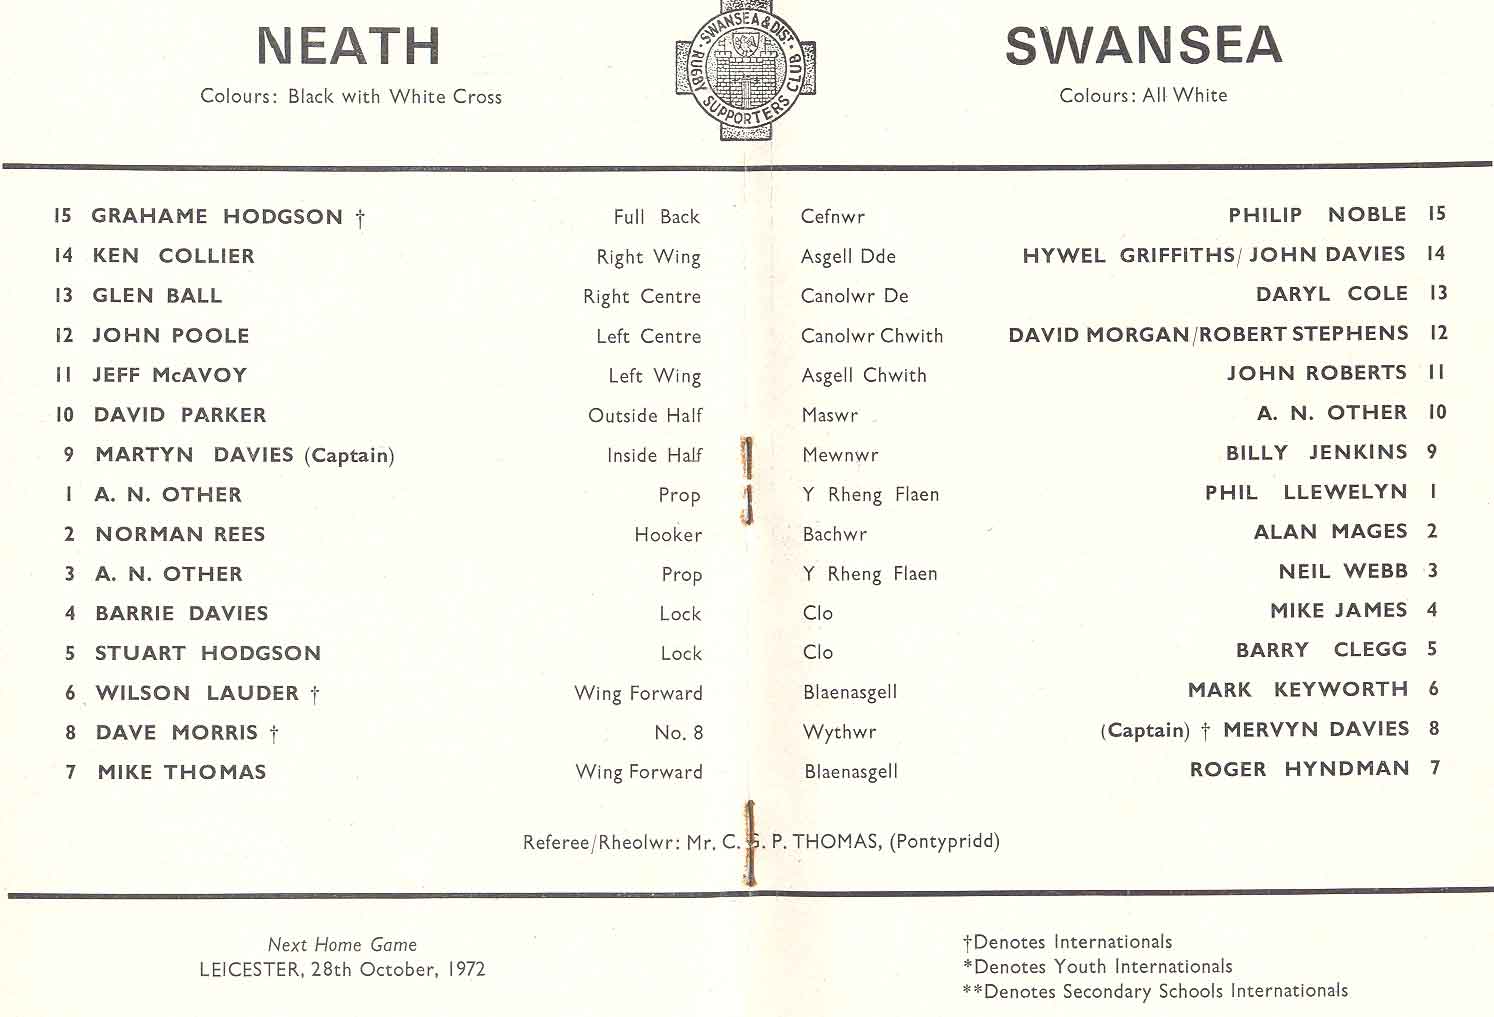 NEATH
Colours: Black with White Cross
SWANSEA & DIST. RUGBY SUPPORTERS CLUB
SWANSEA
Colours: All White
15 GRAHAME HODGSON † Full Back Cefnwr PHILIP NOBLE 15
14 KEN COLLIER Right Wing Asgell Dde HYWEL GRIFFITHS/JOHN DAVIES 14
13 GLEN BALL Right Centre Canolwr De DARYL COLE 13
12 JOHN POOLE Left Centre Canolwr Chwith DAVID MORGAN/ROBERT STEPHENS 12
11 JEFF McAVOY Left Wing Asgell Chwith JOHN ROBERTS 11
10 DAVID PARKER Outside Half Maswr A. N. OTHER 10
9 MARTYN DAVIES (Captain) Inside Half Mewnwr BILLY JENKINS 9
1 A. N. OTHER Prop Y Rheng Flaen PHIL LLEWELYN 1
2 NORMAN REES Hooker Bachwr ALAN MAGES 2
3 A. N. OTHER Prop Y Rheng Flaen NEIL WEBB 3
4 BARRIE DAVIES Lock Clo MIKE JAMES 4
5 STUART HODGSON Lock Clo BARRY CLEGG 5
6 WILSON LAUDER † Wing Forward Blaenasgell MARK KEYWORTH 6
8 DAVE MORRIS † No. 8 Wythwr (Captain) † MERVYN DAVIES 8
7 MIKE THOMAS Wing Forward Blaenasgell ROGER HYNDMAN 7
Referee/Rheolwr: Mr. C. G. P. THOMAS, (Pontypridd)
Next Home Game
LEICESTER, 28th October, 1972
†Denotes Internationals
*Denotes Youth Internationals
**Denotes Secondary Schools Internationals